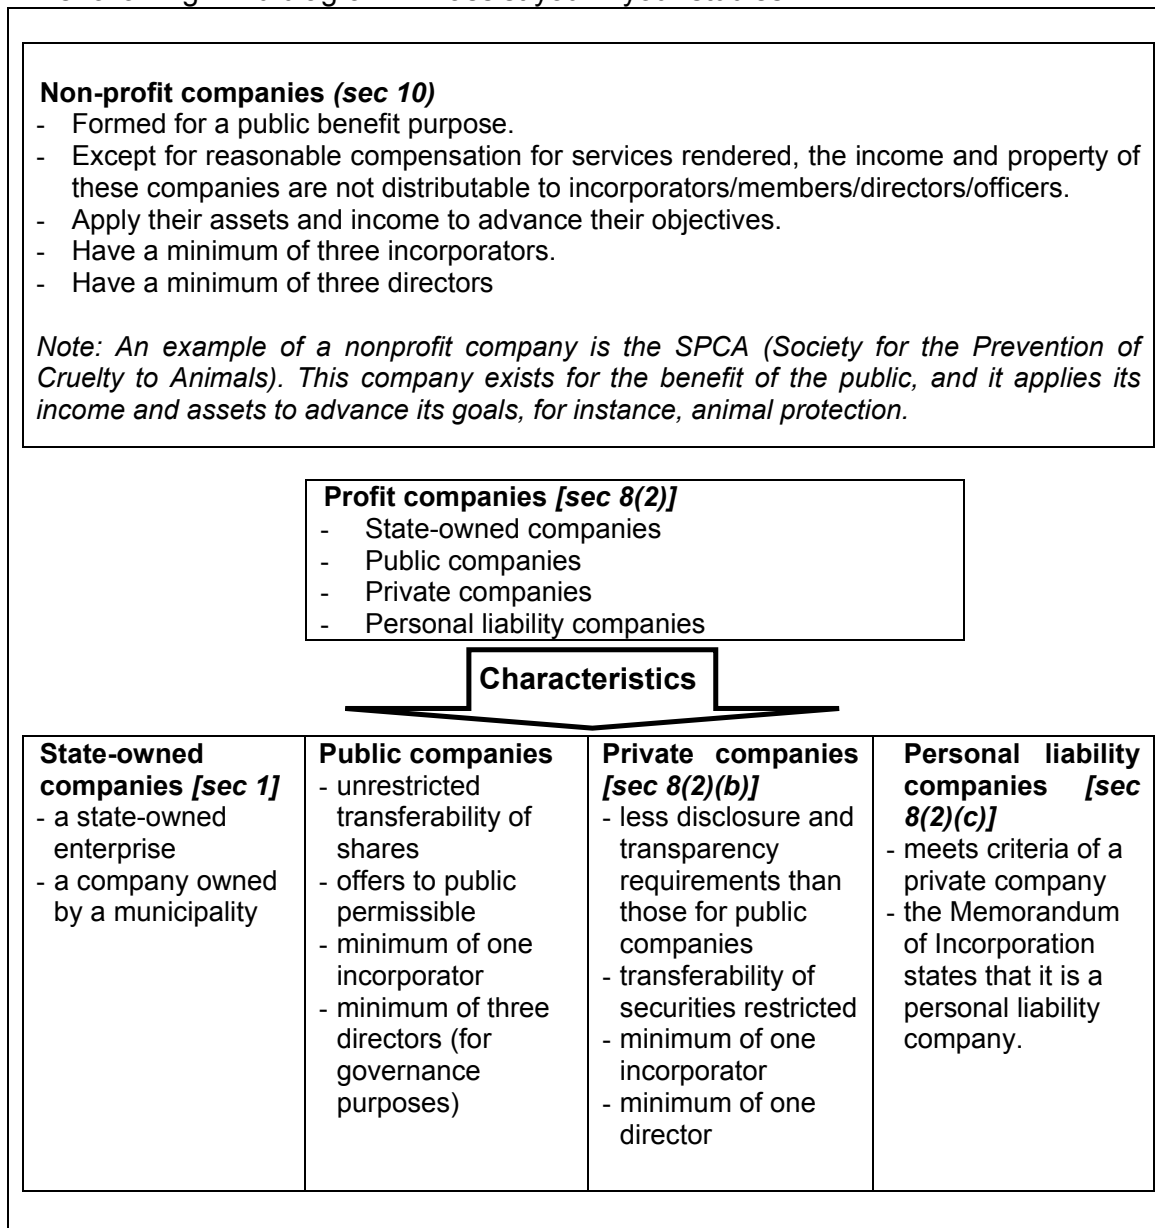 Non-profit companies (sec 10)
- Formed for a public benefit purpose.
- Except for reasonable compensation for services rendered, the income and property of
these companies are not distributable to incorporators/members/directors/officers.
- Apply their assets and income to advance their objectives.
- Have a minimum of three incorporators.
- Have a minimum of three directors
Note: An example of a nonprofit company is the SPCA (Society for the Prevention of
Cruelty to Animals). This company exists for the benefit of the public, and it applies its
income and assets to advance its goals, for instance, animal protection.
Profit companies [sec 8(2)]
- State-owned companies
- Public companies
- Private companies
- Personal liability companies
Characteristics
State-owned
companies [sec 1]
- a state-owned
enterprise
- a company owned
by a municipality
Public companies
- unrestricted
transferability of
shares
- offers to public
permissible
- minimum of one
incorporator
- minimum of three
directors (for
governance
purposes)
Private companies
[sec 8(2)(b)]
- less disclosure and
transparency
requirements than
those for public
companies
- transferability of
securities restricted
- minimum of one
incorporator
- minimum of one
director
Personal liability
companies [sec
8(2)(c)]
- meets criteria of a
private company
- the Memorandum
of Incorporation
states that it is a
personal liability
company.